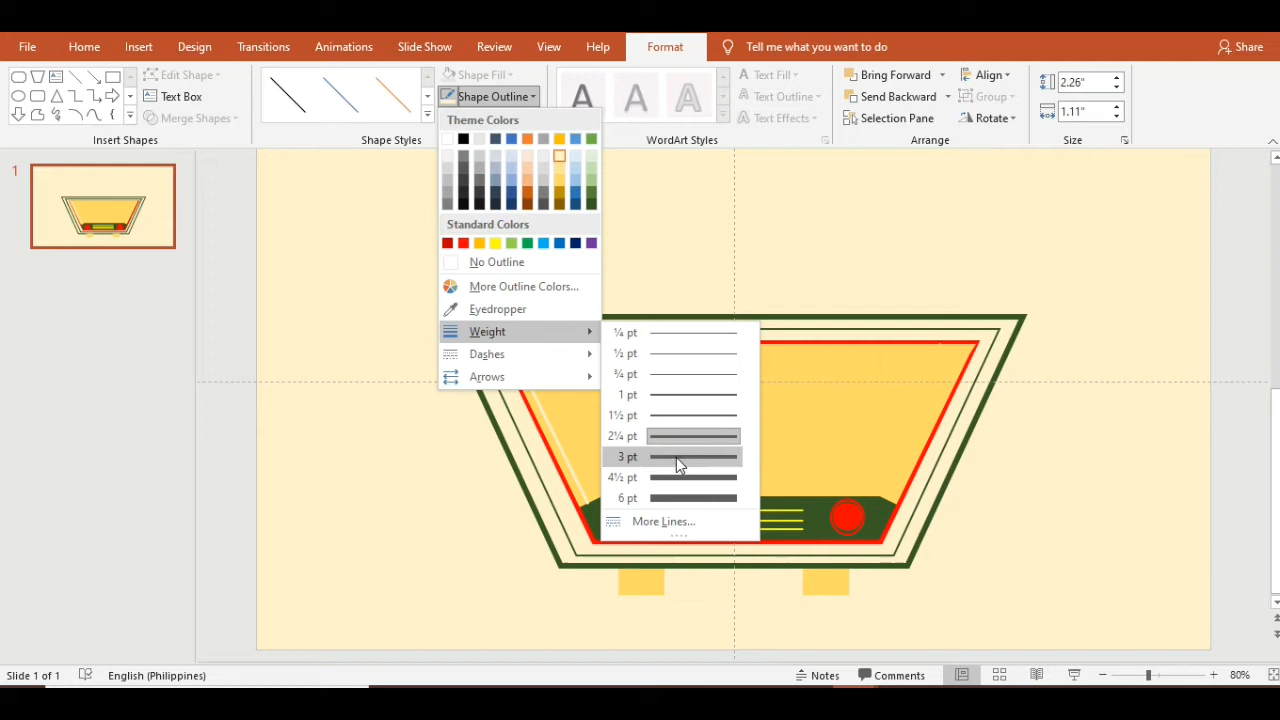 File Home Insert Design Transitions Animations Slide Show Review View Help Format Tell me what you want to do Share
Edit Shape
Text Box
Merge Shapes
Insert Shapes
Shape Fill
Shape Outline
Shape Styles
A A A
Text Fill
Text Outline
Text Effects
WordArt Styles
Bring Forward
Send Backward
Selection Pane
Align
Group
Rotate
Arrange
2.26"
1.11"
Size
1
Theme Colors
Standard Colors
No Outline
More Outline Colors...
Eyedropper
Weight
Dashes
Arrows
¼ pt
½ pt
¾ pt
1 pt
1½ pt
2¼ pt
3 pt
4½ pt
6 pt
More Lines...
Slide 1 of 1 English (Philippines) Notes Comments 80%